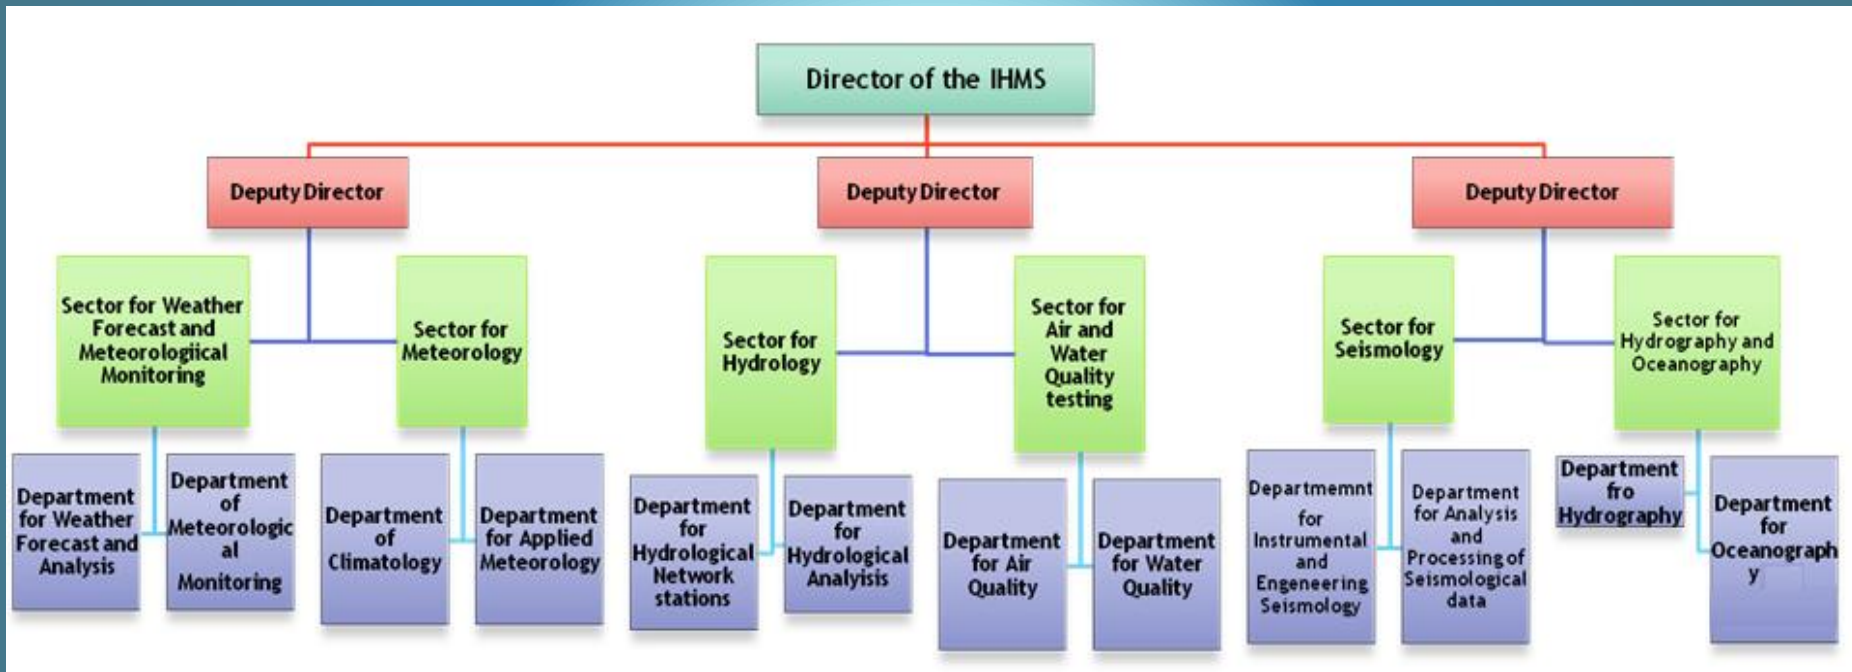 Director of the IHMS
Deputy Director
Deputy Director
Deputy Director
Sector for Weather
Forecast and
Meteorologiical
Monitoring
Sector for
Meteorology
Sector for
Hydrology
Sector for
Air and
Water
Quality
testing
Sector for
Seismology
Sector for
Hydrography and
Oceanography
Department
for Weather
Forecast and
Analysis
Department
of
Meteorologic
al
Monitoring
Department
of
Climatology
Department
for Applied
Meteorology
Department
for
Hydrological
Network
stations
Department
for
Hydrological
Analyisis
Department
for Air
Quality
Department
for Water
Quality
Departmemnt
for
Instrumental
and
Engeneering
Seismology
Department
for Analysis
and
Processing of
Seismological
data
Department
fro
Hydrography
Department
for
Oceanograph
y